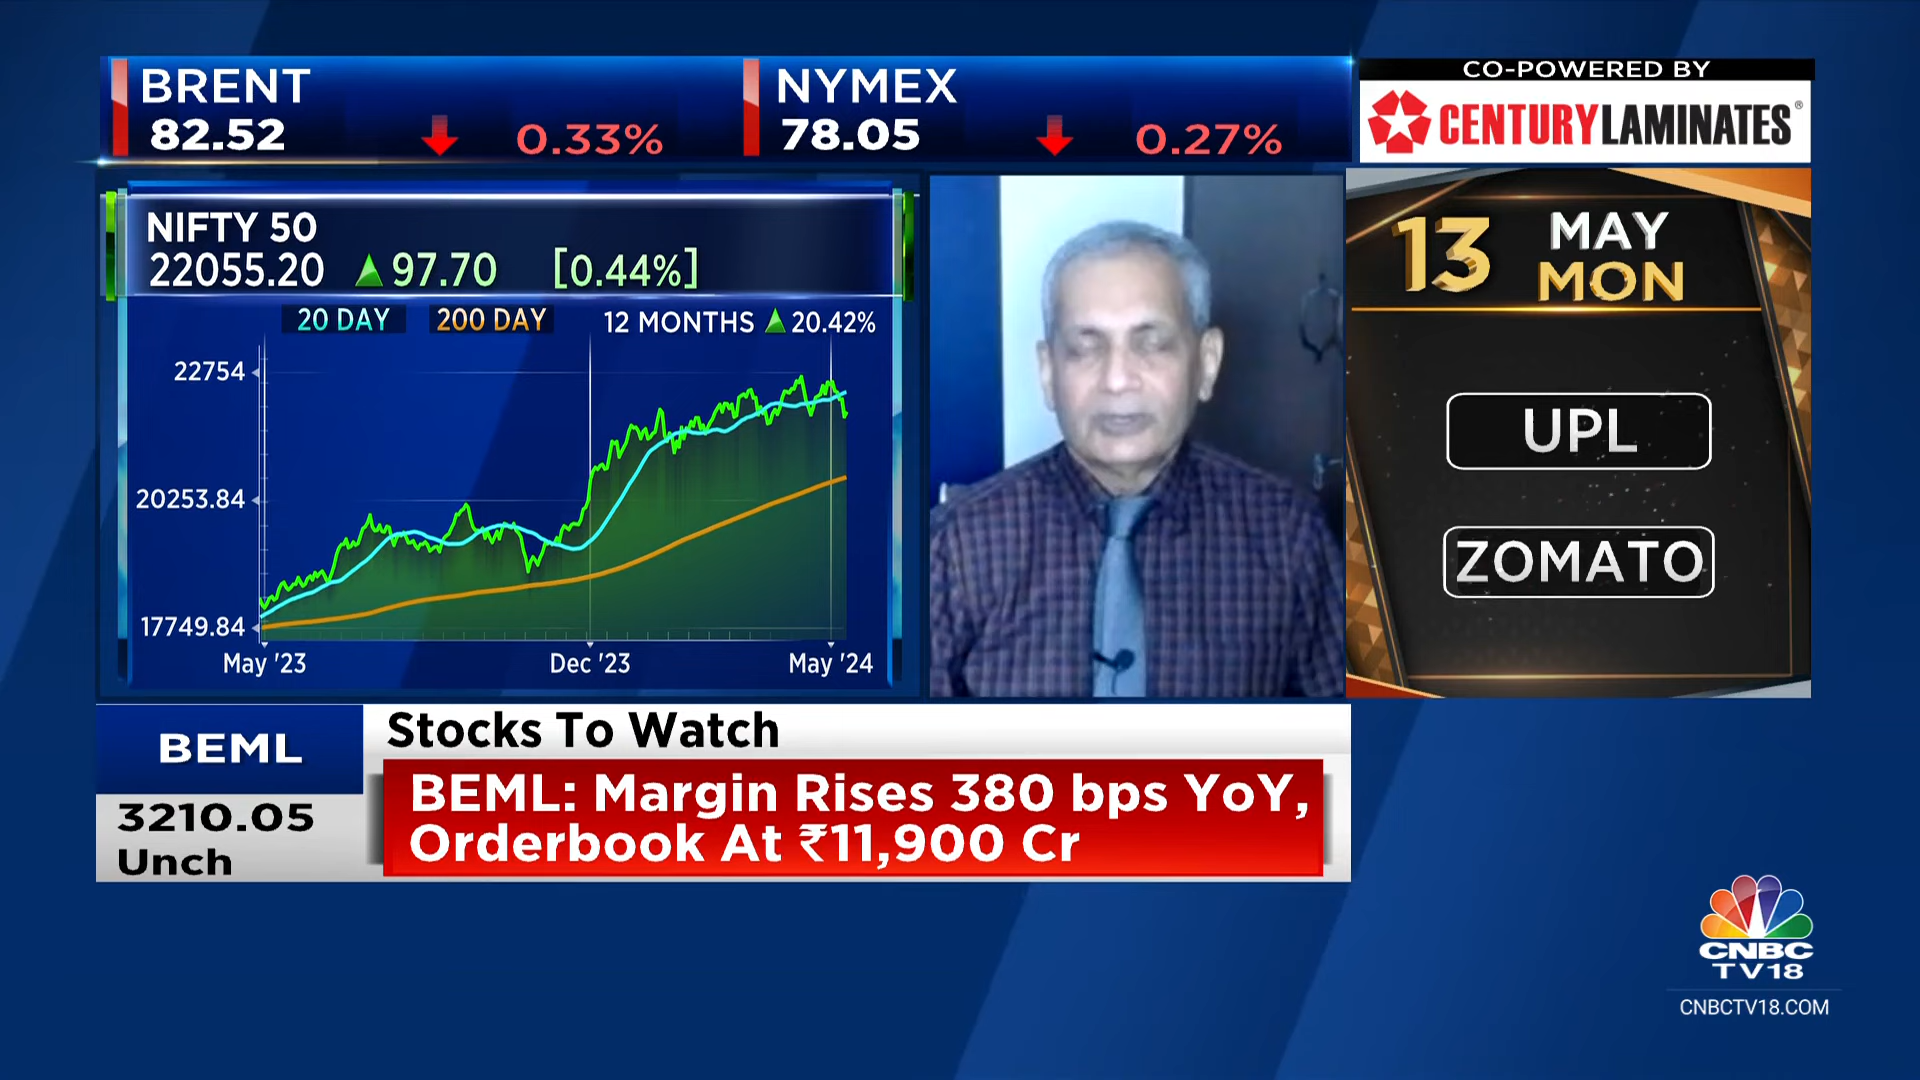 BRENT
82.52 0.33%
NYMEX
78.05 0.27%
CO-POWERED BY
CENTURYLAMINATES®
NIFTY 50
22055.20 97.70 [0.44%]
20 DAY 200 DAY 12 MONTHS 20.42%
22754
20253.84
17749.84
May '23 Dec '23 May '24
13 MAY
MON
UPL
ZOMATO
BEML
3210.05
Unch
Stocks To Watch
BEML: Margin Rises 380 bps YoY,
Orderbook At ₹11,900 Cr
CNBC
TV18
CNBCTV18.COM